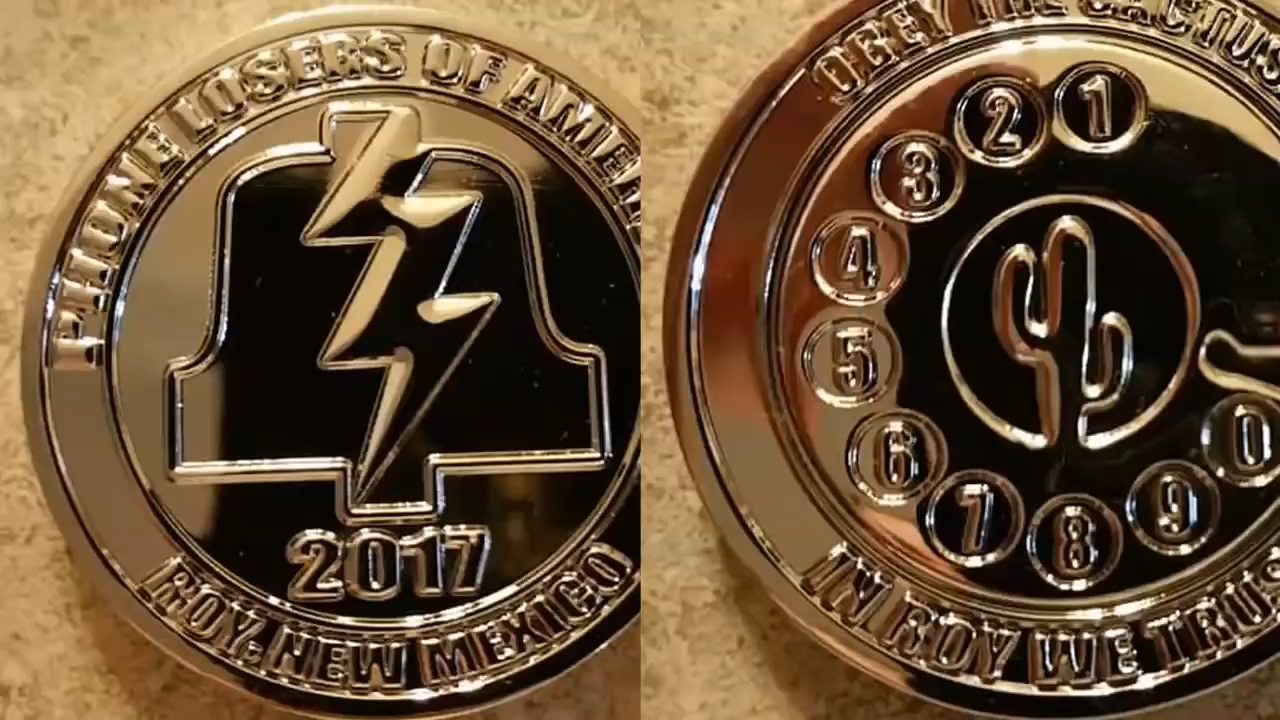 PHONE LOSERS OF AMERI
2017
ROY, NEW MEXICO
OBEY THE CACTUS
1
2
3
4
5
6
7
8
9
0
IN ROY WE TRUS